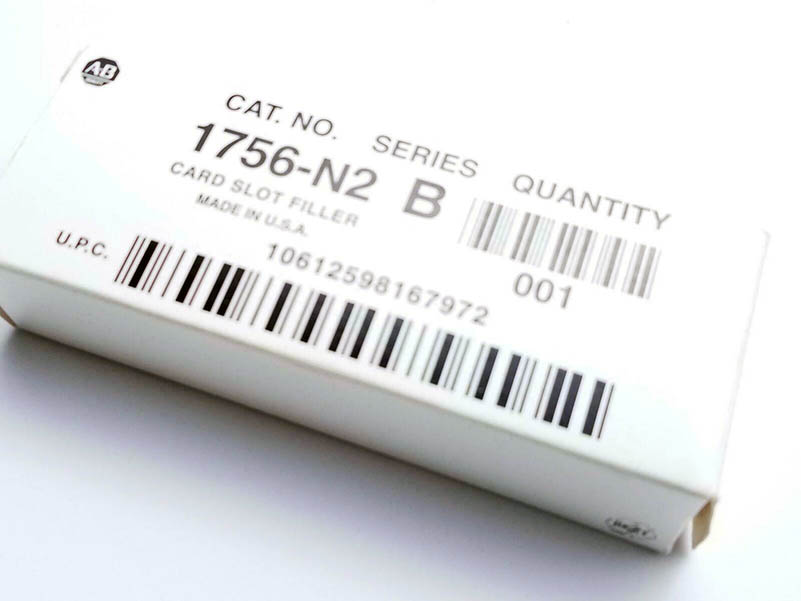 AB
CAT. NO. SERIES QUANTITY
1756-N2 B
CARD SLOT FILLER
MADE IN U.S.A.
001
U.P.C. 10612598167972